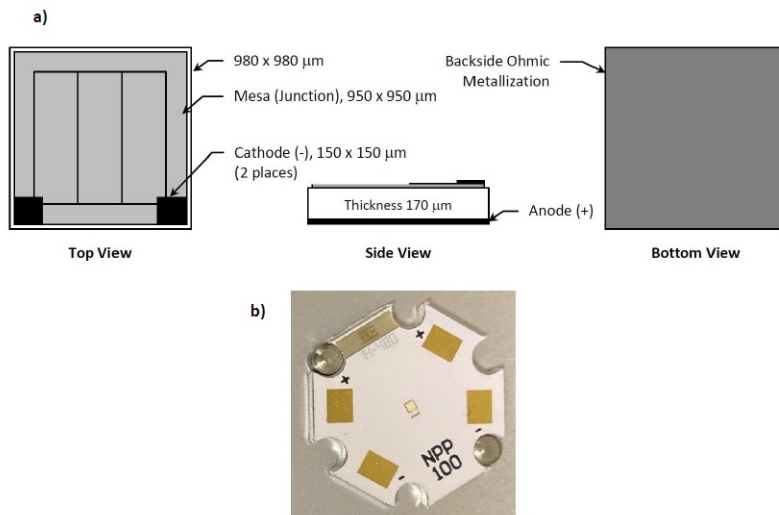 a)
980 x 980 μm
Mesa (Junction), 950 x 950 μm
Cathode (-), 150 x 150 μm
(2 places)
Top View
Thickness 170 μm
Anode (+)
Side View
Backside Ohmic
Metallization
Bottom View
b)
+
+
-
-
NPP
100